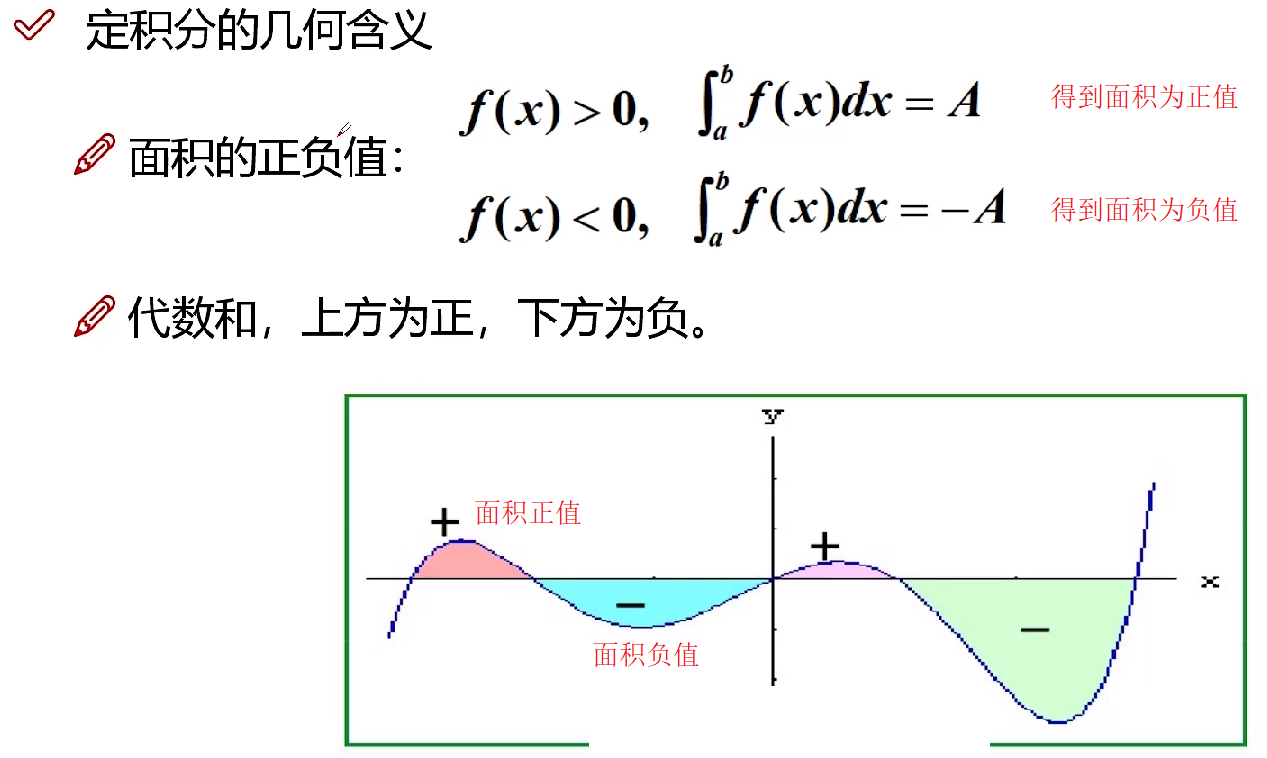 定积分的几何含义
f(x) > 0, ∫_a^b f(x)dx = A 得到面积为正值
面积的正负值：
f(x) < 0, ∫_a^b f(x)dx = −A 得到面积为负值
代数和，上方为正，下方为负。
y
+ 面积正值
+
x
−
−
面积负值